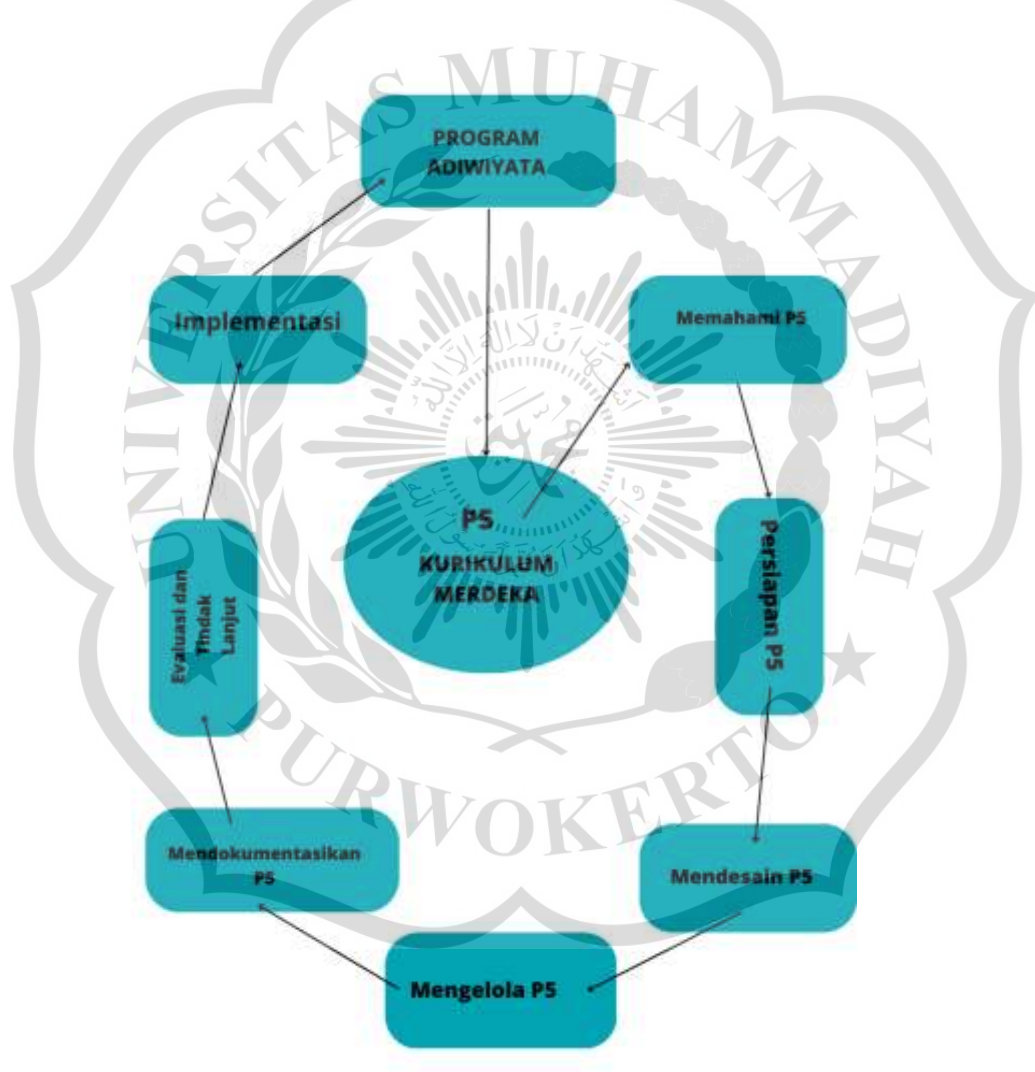 UNIVERSITAS MUHAMMADIYAH
PURWOKERTO
PROGRAM
ADIWIYATA
Implementasi
Memahami P5
P5
KURIKULUM
MERDEKA
Persiapan P5
Evaluasi dan
Tindak
Lanjut
Mendokumentasikan
P5
Mendesain P5
Mengelola P5